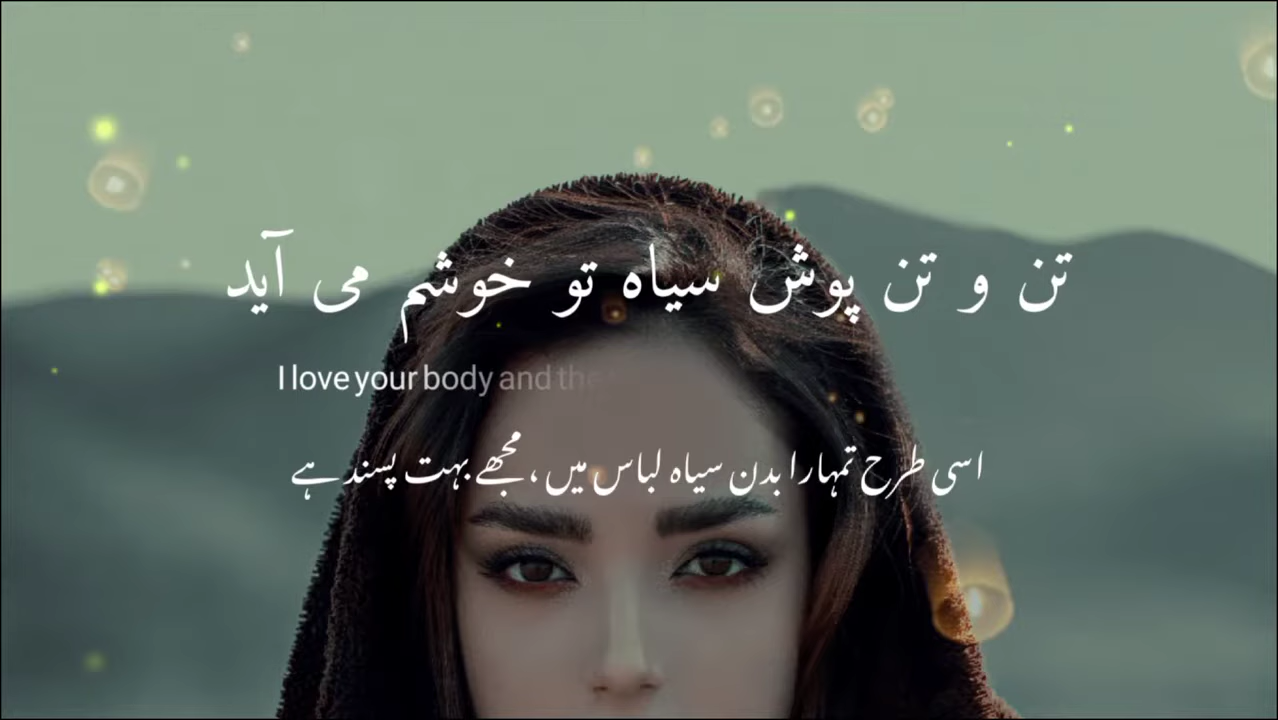 تن و تن پوش سیاه تو خوشم می آید
I love your body and the
اسی طرح تمہارا بدن سیاہ لباس میں، مجھے بہت پسند ہے